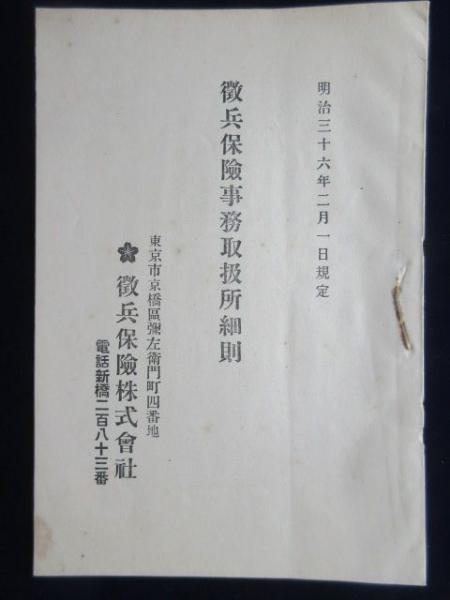 明治三十六年二月一日規定
徵兵保險事務取扱所細則
東京市京橋區彌左衞門町四番地
徵兵保險株式會社
電話新橋二百八十三番